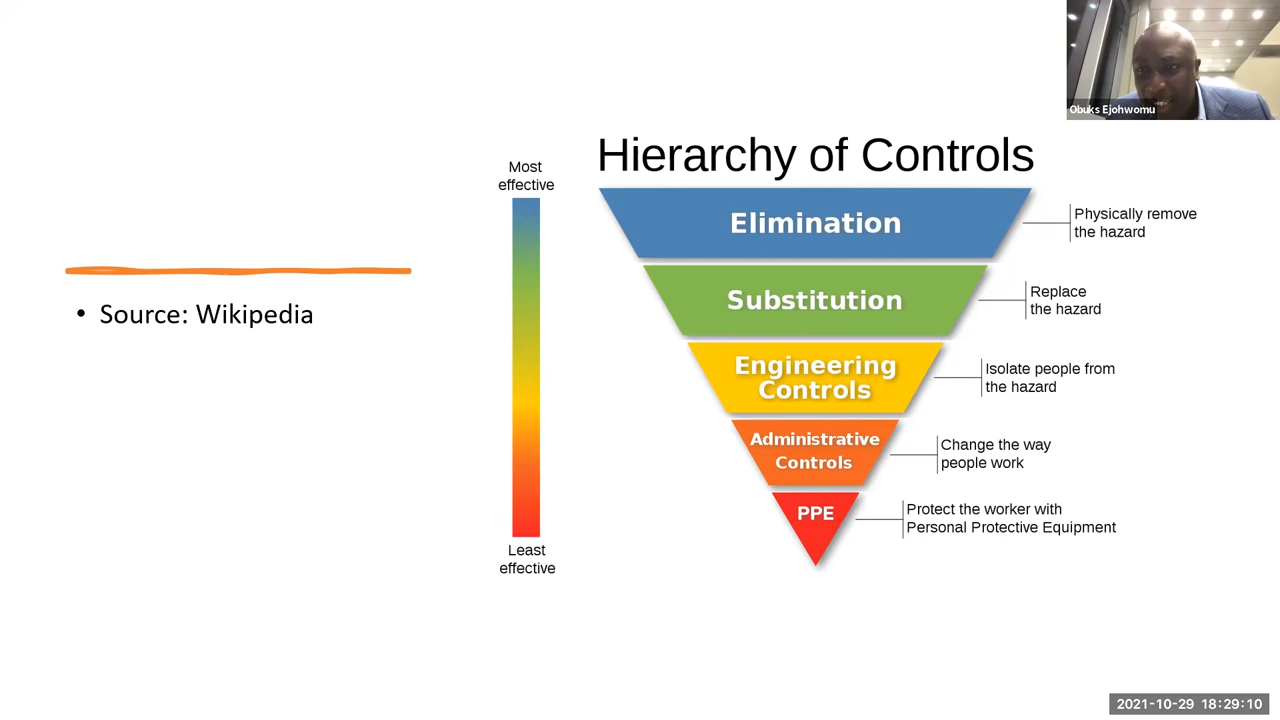 Obuks Ejohwomu
Hierarchy of Controls
Most
effective
Elimination
Physically remove
the hazard
Substitution
Replace
the hazard
• Source: Wikipedia
Engineering
Controls
Isolate people from
the hazard
Administrative
Controls
Change the way
people work
PPE
Protect the worker with
Personal Protective Equipment
Least
effective
2021-10-29 18:29:10